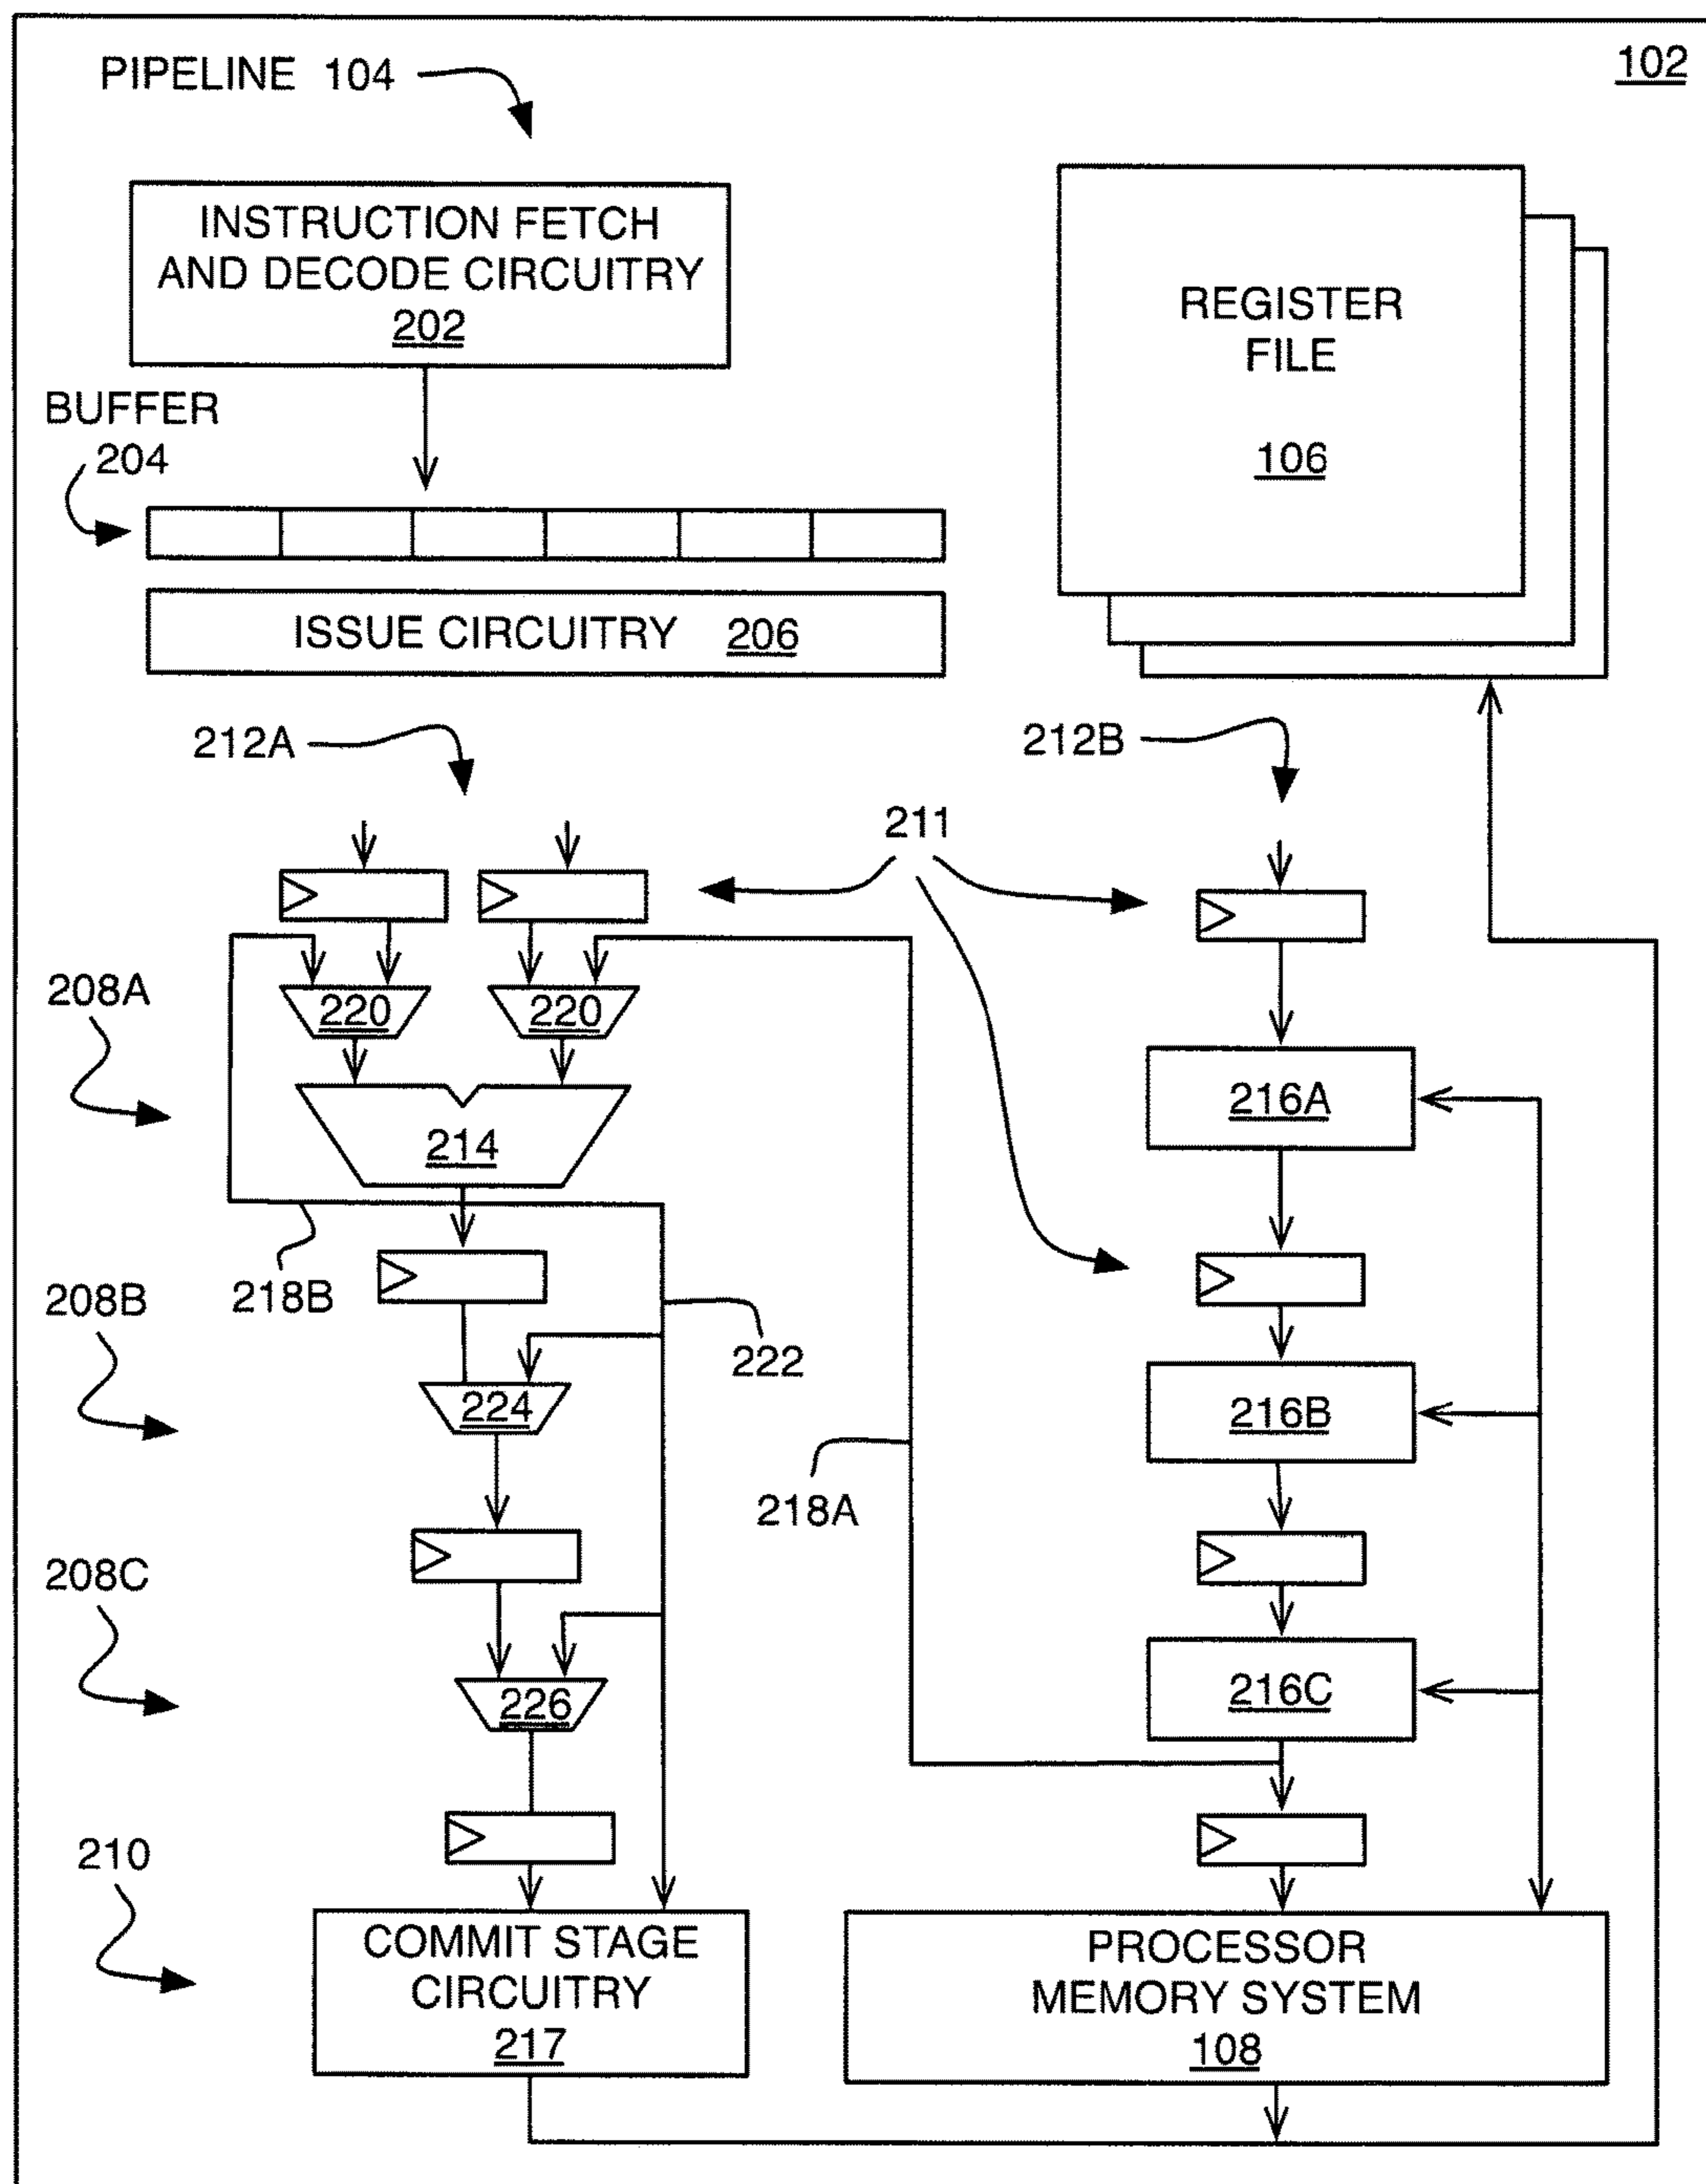 102
PIPELINE 104
INSTRUCTION FETCH
AND DECODE CIRCUITRY
202
REGISTER
FILE
106
BUFFER
204
ISSUE CIRCUITRY 206
212A
212B
211
208A
220
220
214
216A
218B
208B
222
224
216B
218A
208C
226
216C
210
COMMIT STAGE
CIRCUITRY
217
PROCESSOR
MEMORY SYSTEM
108